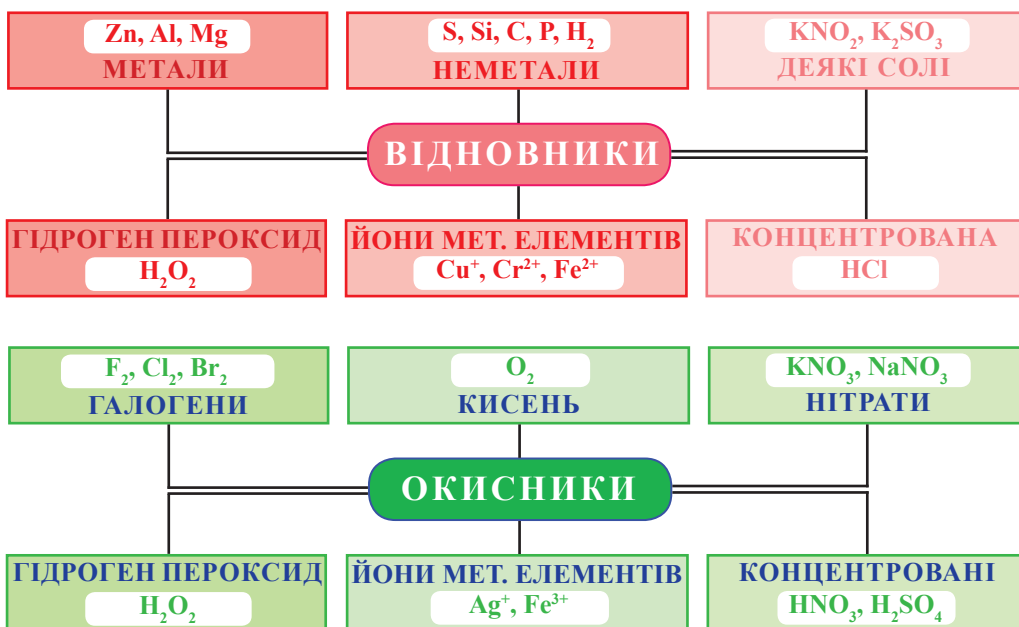 Zn, Al, Mg
МЕТАЛИ
S, Si, C, P, H₂
НЕМЕТАЛИ
KNO₂, K₂SO₃
ДЕЯКІ СОЛІ
ВІДНОВНИКИ
ГІДРОГЕН ПЕРОКСИД
H₂O₂
ЙОНИ МЕТ. ЕЛЕМЕНТІВ
Cu⁺, Cr²⁺, Fe²⁺
КОНЦЕНТРОВАНА
HCl
F₂, Cl₂, Br₂
ГАЛОГЕНИ
O₂
КИСЕНЬ
KNO₃, NaNO₃
НІТРАТИ
ОКИСНИКИ
ГІДРОГЕН ПЕРОКСИД
H₂O₂
ЙОНИ МЕТ. ЕЛЕМЕНТІВ
Ag⁺, Fe³⁺
КОНЦЕНТРОВАНІ
HNO₃, H₂SO₄